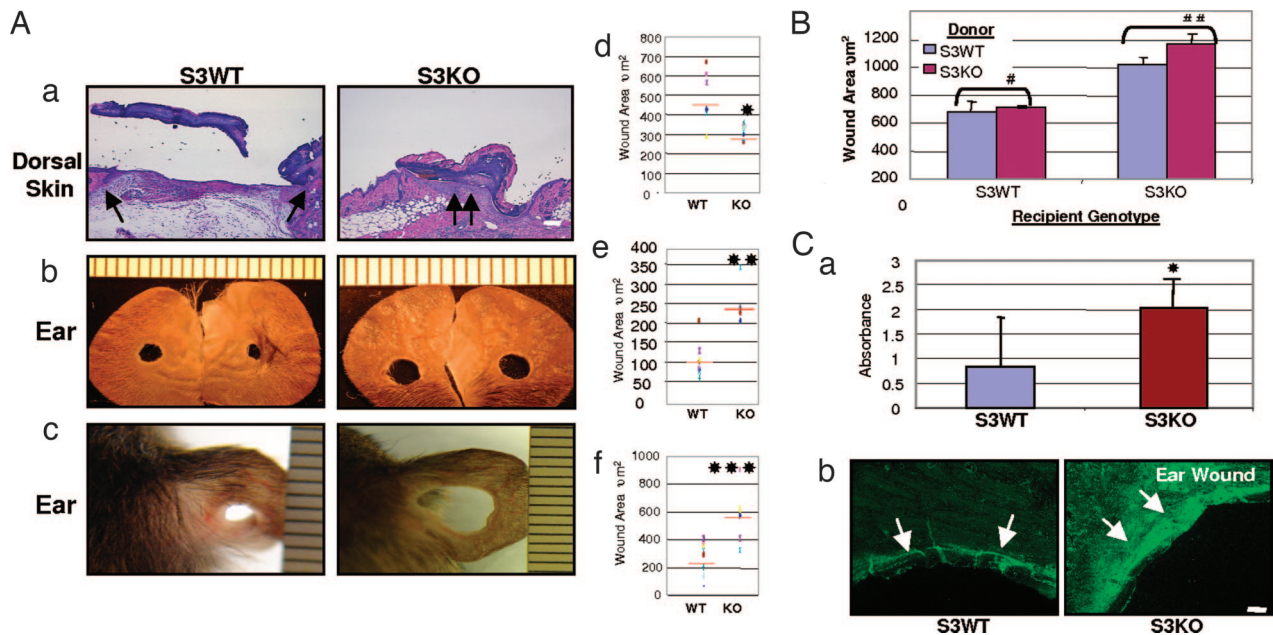 A
S3WT
S3KO
a
Dorsal
Skin
b
Ear
c
Ear
d
Wound Area υm2
800
700
600
500
400
300
200
100
0
WT
KO
e
Wound Area υm2
400
350
300
250
200
150
100
50
0
WT
KO
f
Wound Area υm2
1000
800
600
400
200
0
WT
KO
B
Wound Area υm2
1200
1000
800
600
400
200
0
Donor
S3WT
S3KO
#
# #
S3WT
S3KO
Recipient Genotype
C
a
Absorbance
3
2.5
2
1.5
1
0.5
0
S3WT
S3KO
b
Ear Wound
S3WT
S3KO